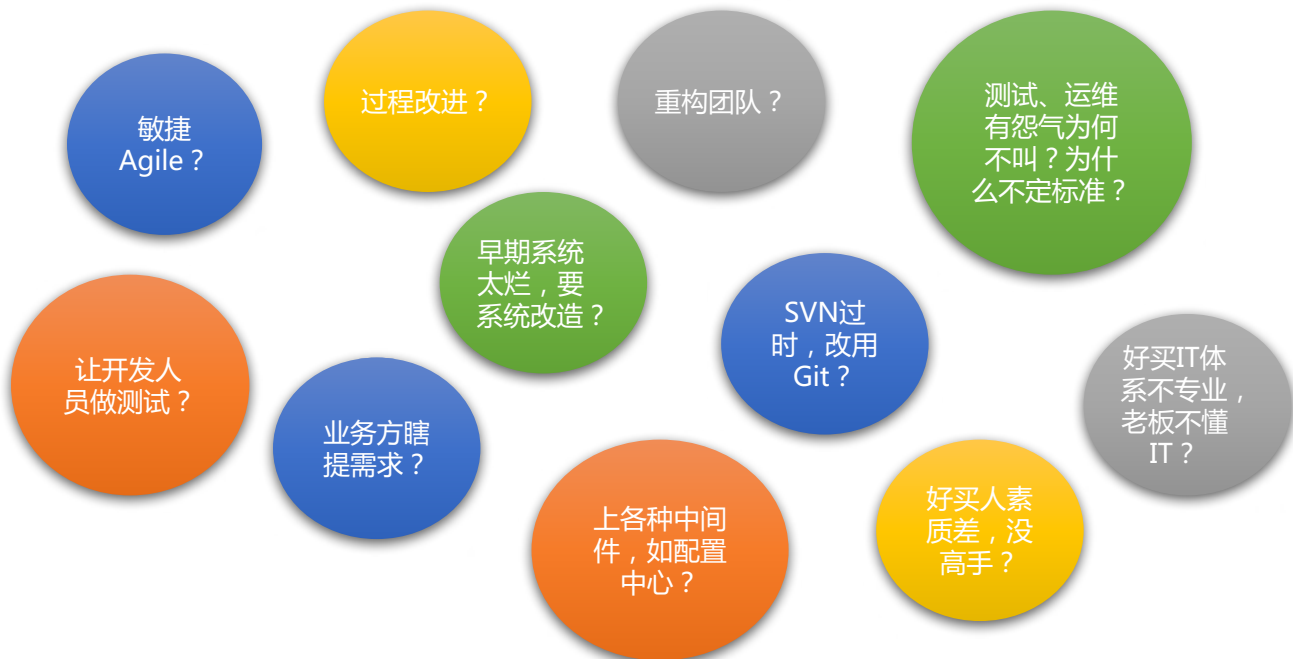 敏捷
Agile？
过程改进？
重构团队？
测试、运维
有怨气为何
不叫？为什
么不定标准？
早期系统
太烂，要
系统改造？
SVN过
时，改用
Git？
让开发人
员做测试？
业务方瞎
提需求？
好买IT体
系不专业，
老板不懂
IT？
上各种中间
件，如配置
中心？
好买人素
质差，没
高手？